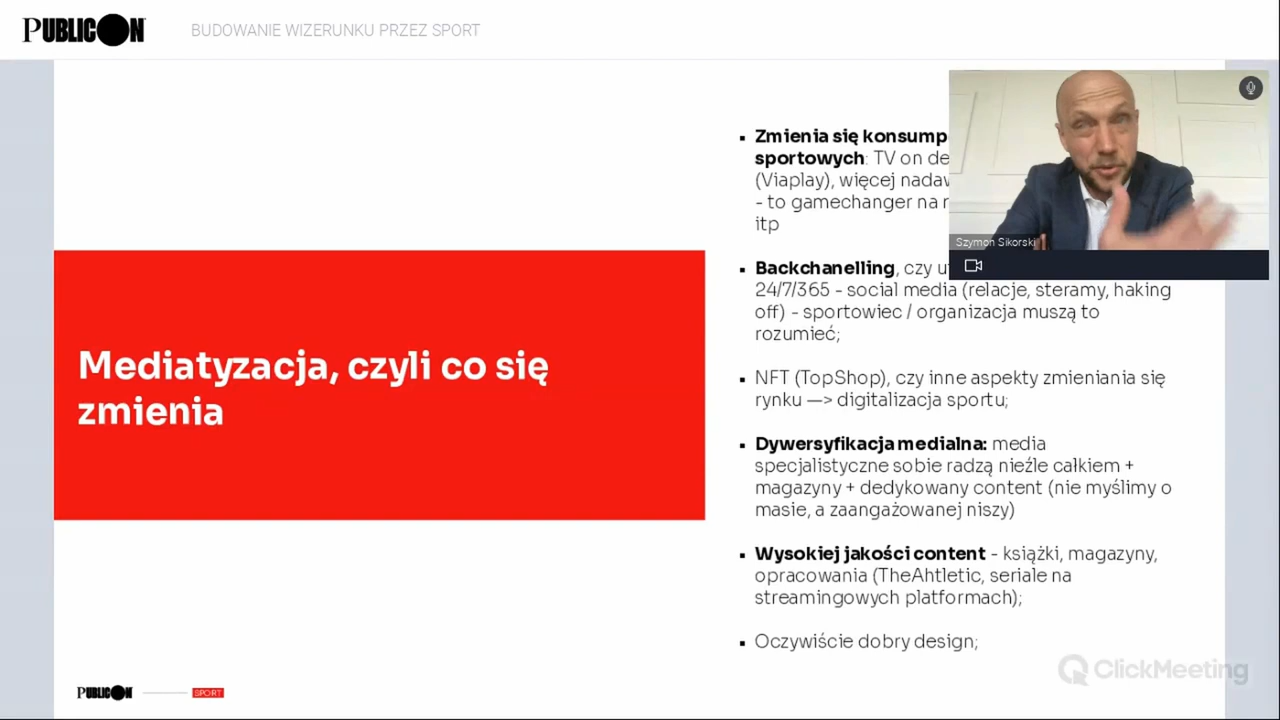 PUBLICON
BUDOWANIE WIZERUNKU PRZEZ SPORT
Mediatyzacja, czyli co się
zmienia
Zmienia się
sportowych: TV on
(Viaplay), więcej
- to gamechanger na
itp
Backchanelling, czy
24/7/365 - social media (relacje, steramy, haking
off) - sportowiec / organizacja muszą to
rozumieć;
NFT (TopShop), czy inne aspekty zmieniania się
rynku —> digitalizacja sportu;
Dywersyfikacja medialna: media
specjalistyczne sobie radzą nieźle całkiem +
magazyny + dedykowany content (nie myślimy o
masie, a zaangażowanej niszy)
Wysokiej jakości content - książki, magazyny,
opracowania (TheAhtletic, seriale na
streamingowych platformach);
Oczywiście dobry design;
Szymon Sikorski
PUBLICON
SPORT
ClickMeeting